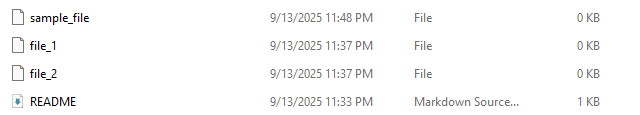 sample_file 9/13/2025 11:48 PM File 0 KB
file_1 9/13/2025 11:37 PM File 0 KB
file_2 9/13/2025 11:37 PM File 0 KB
README 9/13/2025 11:33 PM Markdown Source... 1 KB